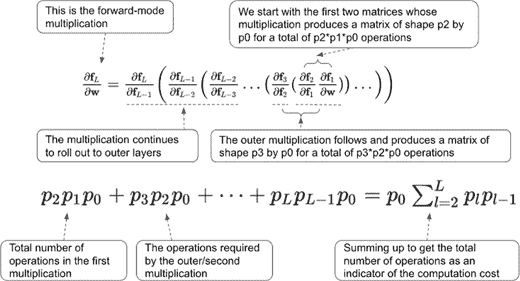 This is the forward-mode
multiplication
We start with the first two matrices whose
multiplication produces a matrix of shape p2 by
p0 for a total of p2*p1*p0 operations
∂f_L/∂w = ∂f_L/∂f_{L−1} (∂f_{L−1}/∂f_{L−2} (∂f_{L−2}/∂f_{L−3} … (∂f_3/∂f_2 (∂f_2/∂f_1 ∂f_1/∂w)) … ))
The multiplication continues
to roll out to outer layers
The outer multiplication follows and produces a matrix of
shape p3 by p0 for a total of p3*p2*p0 operations
p_2p_1p_0 + p_3p_2p_0 + ⋯ + p_Lp_{L−1}p_0 = p_0 ∑_{l=2}^{L} p_lp_{l−1}
Total number of
operations in the first
multiplication
The operations required
by the outer/second
multiplication
Summing up to get the total
number of operations as an
indicator of the computation cost